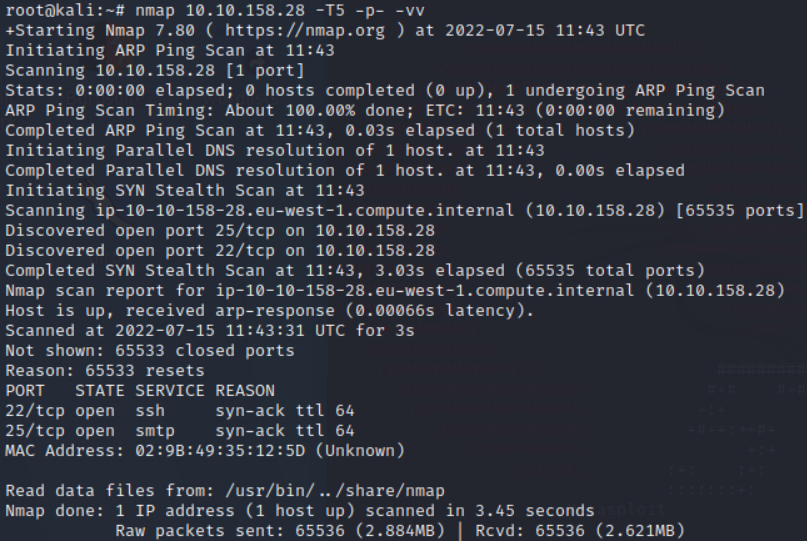 root@kali:~# nmap 10.10.158.28 -T5 -p- -vv
+Starting Nmap 7.80 ( https://nmap.org ) at 2022-07-15 11:43 UTC
Initiating ARP Ping Scan at 11:43
Scanning 10.10.158.28 [1 port]
Stats: 0:00:00 elapsed; 0 hosts completed (0 up), 1 undergoing ARP Ping Scan
ARP Ping Scan Timing: About 100.00% done; ETC: 11:43 (0:00:00 remaining)
Completed ARP Ping Scan at 11:43, 0.03s elapsed (1 total hosts)
Initiating Parallel DNS resolution of 1 host. at 11:43
Completed Parallel DNS resolution of 1 host. at 11:43, 0.00s elapsed
Initiating SYN Stealth Scan at 11:43
Scanning ip-10-10-158-28.eu-west-1.compute.internal (10.10.158.28) [65535 ports]
Discovered open port 25/tcp on 10.10.158.28
Discovered open port 22/tcp on 10.10.158.28
Completed SYN Stealth Scan at 11:43, 3.03s elapsed (65535 total ports)
Nmap scan report for ip-10-10-158-28.eu-west-1.compute.internal (10.10.158.28)
Host is up, received arp-response (0.00066s latency).
Scanned at 2022-07-15 11:43:31 UTC for 3s
Not shown: 65533 closed ports
Reason: 65533 resets
PORT   STATE SERVICE REASON
22/tcp open  ssh     syn-ack ttl 64
25/tcp open  smtp    syn-ack ttl 64
MAC Address: 02:9B:49:35:12:5D (Unknown)

Read data files from: /usr/bin/../share/nmap
Nmap done: 1 IP address (1 host up) scanned in 3.45 seconds
           Raw packets sent: 65536 (2.884MB) | Rcvd: 65536 (2.621MB)